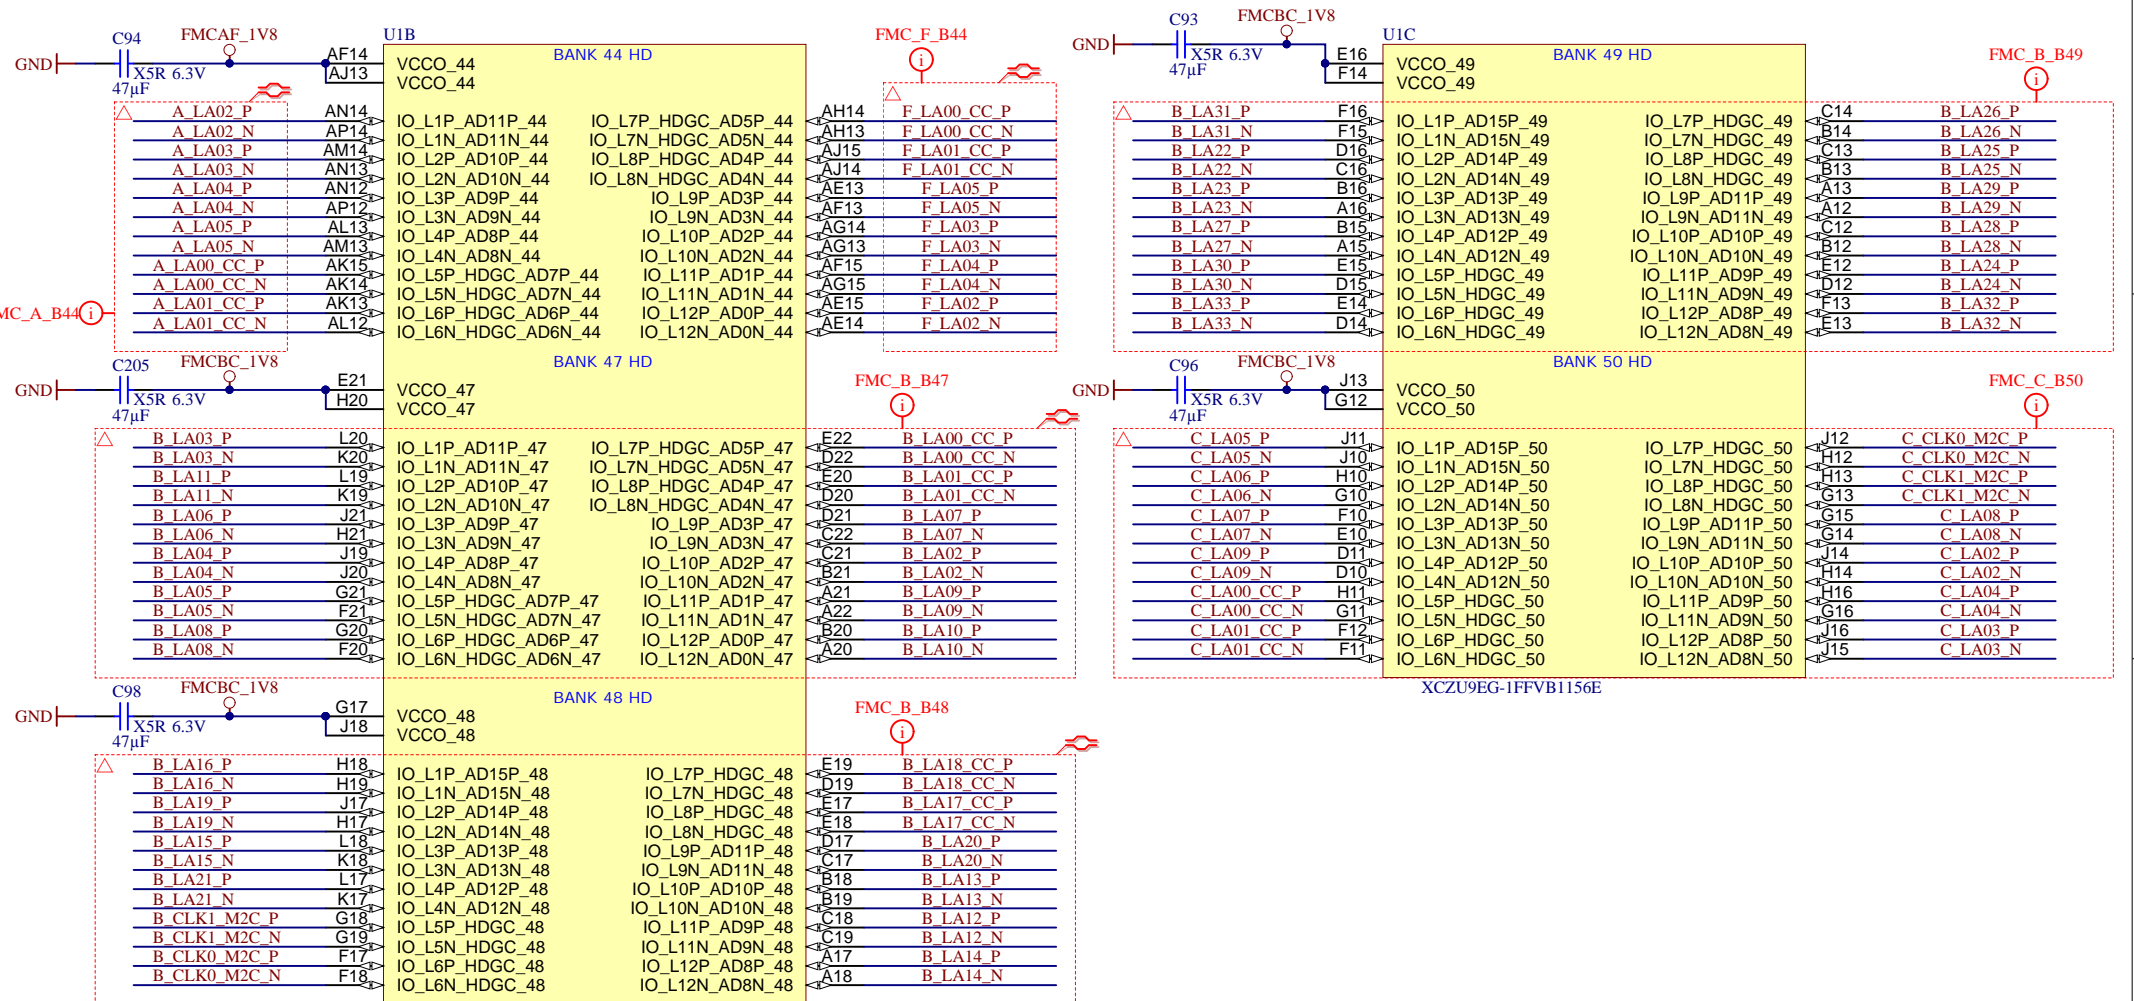 C94
FMCAF_1V8
U1B
BANK 44 HD
GND
X5R 6.3V
47µF
AF14 VCCO_44
AJ13 VCCO_44
FMC_F_B44
i
A_LA02_P AN14 IO_L1P_AD11P_44 IO_L7P_HDGC_AD5P_44 AH14 F_LA00_CC_P
A_LA02_N AP14 IO_L1N_AD11N_44 IO_L7N_HDGC_AD5N_44 AH13 F_LA00_CC_N
A_LA03_P AM14 IO_L2P_AD10P_44 IO_L8P_HDGC_AD4P_44 AJ15 F_LA01_CC_P
A_LA03_N AN13 IO_L2N_AD10N_44 IO_L8N_HDGC_AD4N_44 AJ14 F_LA01_CC_N
A_LA04_P AN12 IO_L3P_AD9P_44 IO_L9P_AD3P_44 AE13 F_LA05_P
A_LA04_N AP12 IO_L3N_AD9N_44 IO_L9N_AD3N_44 AF13 F_LA05_N
A_LA05_P AL13 IO_L4P_AD8P_44 IO_L10P_AD2P_44 AG14 F_LA03_P
A_LA05_N AM13 IO_L4N_AD8N_44 IO_L10N_AD2N_44 AG13 F_LA03_N
A_LA00_CC_P AK15 IO_L5P_HDGC_AD7P_44 IO_L11P_AD1P_44 AF15 F_LA04_P
A_LA00_CC_N AK14 IO_L5N_HDGC_AD7N_44 IO_L11N_AD1N_44 AG15 F_LA04_N
A_LA01_CC_P AK13 IO_L6P_HDGC_AD6P_44 IO_L12P_AD0P_44 AE15 F_LA02_P
A_LA01_CC_N AL12 IO_L6N_HDGC_AD6N_44 IO_L12N_AD0N_44 AE14 F_LA02_N
MC_A_B44 i
C205
FMCBC_1V8
BANK 47 HD
GND
X5R 6.3V
47µF
E21 VCCO_47
H20 VCCO_47
FMC_B_B47
i
B_LA03_P L20 IO_L1P_AD11P_47 IO_L7P_HDGC_AD5P_47 E22 B_LA00_CC_P
B_LA03_N K20 IO_L1N_AD11N_47 IO_L7N_HDGC_AD5N_47 D22 B_LA00_CC_N
B_LA11_P L19 IO_L2P_AD10P_47 IO_L8P_HDGC_AD4P_47 E20 B_LA01_CC_P
B_LA11_N K19 IO_L2N_AD10N_47 IO_L8N_HDGC_AD4N_47 D20 B_LA01_CC_N
B_LA06_P J21 IO_L3P_AD9P_47 IO_L9P_AD3P_47 D21 B_LA07_P
B_LA06_N H21 IO_L3N_AD9N_47 IO_L9N_AD3N_47 C22 B_LA07_N
B_LA04_P J19 IO_L4P_AD8P_47 IO_L10P_AD2P_47 C21 B_LA02_P
B_LA04_N J20 IO_L4N_AD8N_47 IO_L10N_AD2N_47 B21 B_LA02_N
B_LA05_P G21 IO_L5P_HDGC_AD7P_47 IO_L11P_AD1P_47 A21 B_LA09_P
B_LA05_N F21 IO_L5N_HDGC_AD7N_47 IO_L11N_AD1N_47 A22 B_LA09_N
B_LA08_P G20 IO_L6P_HDGC_AD6P_47 IO_L12P_AD0P_47 B20 B_LA10_P
B_LA08_N F20 IO_L6N_HDGC_AD6N_47 IO_L12N_AD0N_47 A20 B_LA10_N
C98
FMCBC_1V8
BANK 48 HD
GND
X5R 6.3V
47µF
G17 VCCO_48
J18 VCCO_48
FMC_B_B48
i
B_LA16_P H18 IO_L1P_AD15P_48 IO_L7P_HDGC_48 E19 B_LA18_CC_P
B_LA16_N H19 IO_L1N_AD15N_48 IO_L7N_HDGC_48 D19 B_LA18_CC_N
B_LA19_P J17 IO_L2P_AD14P_48 IO_L8P_HDGC_48 E17 B_LA17_CC_P
B_LA19_N H17 IO_L2N_AD14N_48 IO_L8N_HDGC_48 E18 B_LA17_CC_N
B_LA15_P L18 IO_L3P_AD13P_48 IO_L9P_AD11P_48 D17 B_LA20_P
B_LA15_N K18 IO_L3N_AD13N_48 IO_L9N_AD11N_48 C17 B_LA20_N
B_LA21_P L17 IO_L4P_AD12P_48 IO_L10P_AD10P_48 B18 B_LA13_P
B_LA21_N K17 IO_L4N_AD12N_48 IO_L10N_AD10N_48 B19 B_LA13_N
B_CLK1_M2C_P G18 IO_L5P_HDGC_48 IO_L11P_AD9P_48 C18 B_LA12_P
B_CLK1_M2C_N G19 IO_L5N_HDGC_48 IO_L11N_AD9N_48 C19 B_LA12_N
B_CLK0_M2C_P F17 IO_L6P_HDGC_48 IO_L12P_AD8P_48 A17 B_LA14_P
B_CLK0_M2C_N F18 IO_L6N_HDGC_48 IO_L12N_AD8N_48 A18 B_LA14_N
C93
FMCBC_1V8
U1C
BANK 49 HD
GND
X5R 6.3V
47µF
E16 VCCO_49
F14 VCCO_49
FMC_B_B49
i
B_LA31_P F16 IO_L1P_AD15P_49 IO_L7P_HDGC_49 C14 B_LA26_P
B_LA31_N F15 IO_L1N_AD15N_49 IO_L7N_HDGC_49 B14 B_LA26_N
B_LA22_P D16 IO_L2P_AD14P_49 IO_L8P_HDGC_49 C13 B_LA25_P
B_LA22_N C16 IO_L2N_AD14N_49 IO_L8N_HDGC_49 B13 B_LA25_N
B_LA23_P B16 IO_L3P_AD13P_49 IO_L9P_AD11P_49 A13 B_LA29_P
B_LA23_N A16 IO_L3N_AD13N_49 IO_L9N_AD11N_49 A12 B_LA29_N
B_LA27_P B15 IO_L4P_AD12P_49 IO_L10P_AD10P_49 C12 B_LA28_P
B_LA27_N A15 IO_L4N_AD12N_49 IO_L10N_AD10N_49 B12 B_LA28_N
B_LA30_P E15 IO_L5P_HDGC_49 IO_L11P_AD9P_49 E12 B_LA24_P
B_LA30_N D15 IO_L5N_HDGC_49 IO_L11N_AD9N_49 D12 B_LA24_N
B_LA33_P E14 IO_L6P_HDGC_49 IO_L12P_AD8P_49 F13 B_LA32_P
B_LA33_N D14 IO_L6N_HDGC_49 IO_L12N_AD8N_49 E13 B_LA32_N
C96
FMCBC_1V8
BANK 50 HD
GND
X5R 6.3V
47µF
J13 VCCO_50
G12 VCCO_50
FMC_C_B50
i
C_LA05_P J11 IO_L1P_AD15P_50 IO_L7P_HDGC_50 J12 C_CLK0_M2C_P
C_LA05_N J10 IO_L1N_AD15N_50 IO_L7N_HDGC_50 H12 C_CLK0_M2C_N
C_LA06_P H10 IO_L2P_AD14P_50 IO_L8P_HDGC_50 H13 C_CLK1_M2C_P
C_LA06_N G10 IO_L2N_AD14N_50 IO_L8N_HDGC_50 G13 C_CLK1_M2C_N
C_LA07_P F10 IO_L3P_AD13P_50 IO_L9P_AD11P_50 G15 C_LA08_P
C_LA07_N E10 IO_L3N_AD13N_50 IO_L9N_AD11N_50 G14 C_LA08_N
C_LA09_P D11 IO_L4P_AD12P_50 IO_L10P_AD10P_50 J14 C_LA02_P
C_LA09_N D10 IO_L4N_AD12N_50 IO_L10N_AD10N_50 H14 C_LA02_N
C_LA00_CC_P H11 IO_L5P_HDGC_50 IO_L11P_AD9P_50 H16 C_LA04_P
C_LA00_CC_N G11 IO_L5N_HDGC_50 IO_L11N_AD9N_50 G16 C_LA04_N
C_LA01_CC_P F12 IO_L6P_HDGC_50 IO_L12P_AD8P_50 J16 C_LA03_P
C_LA01_CC_N F11 IO_L6N_HDGC_50 IO_L12N_AD8N_50 J15 C_LA03_N
XCZU9EG-1FFVB1156E